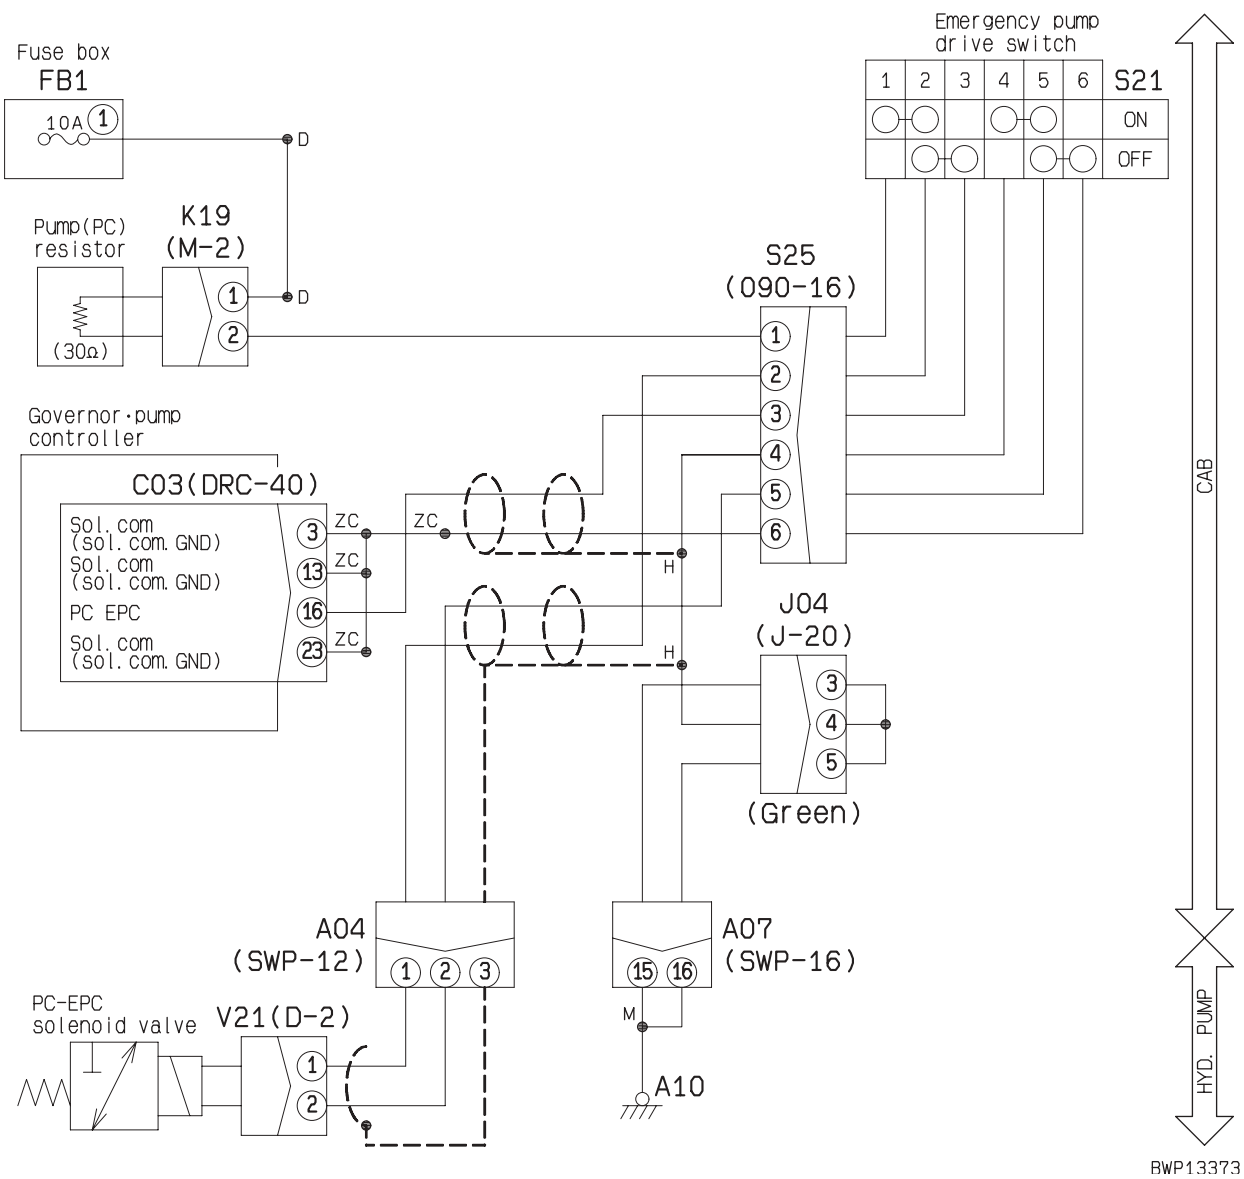 Emergency pump
drive switch
1 2 3 4 5 6 S21
ON
OFF
Fuse box
FB1
10A 1
D
Pump(PC)
resistor
K19
(M-2)
1 D
2
(30Ω)
S25
(090-16)
1
2
3
4
5
6
Governor·pump
controller
C03(DRC-40)
Sol. com
(sol. com. GND)
3 ZC ZC
Sol. com
(sol. com. GND)
13 ZC
PC EPC 16
Sol. com
(sol. com. GND)
23 ZC
H
H
J04
(J-20)
3
4
5
(Green)
A04
(SWP-12)
1 2 3
A07
(SWP-16)
15 16
M
A10
PC-EPC
solenoid valve
V21(D-2)
1
2
CAB
HYD. PUMP
BWP13373